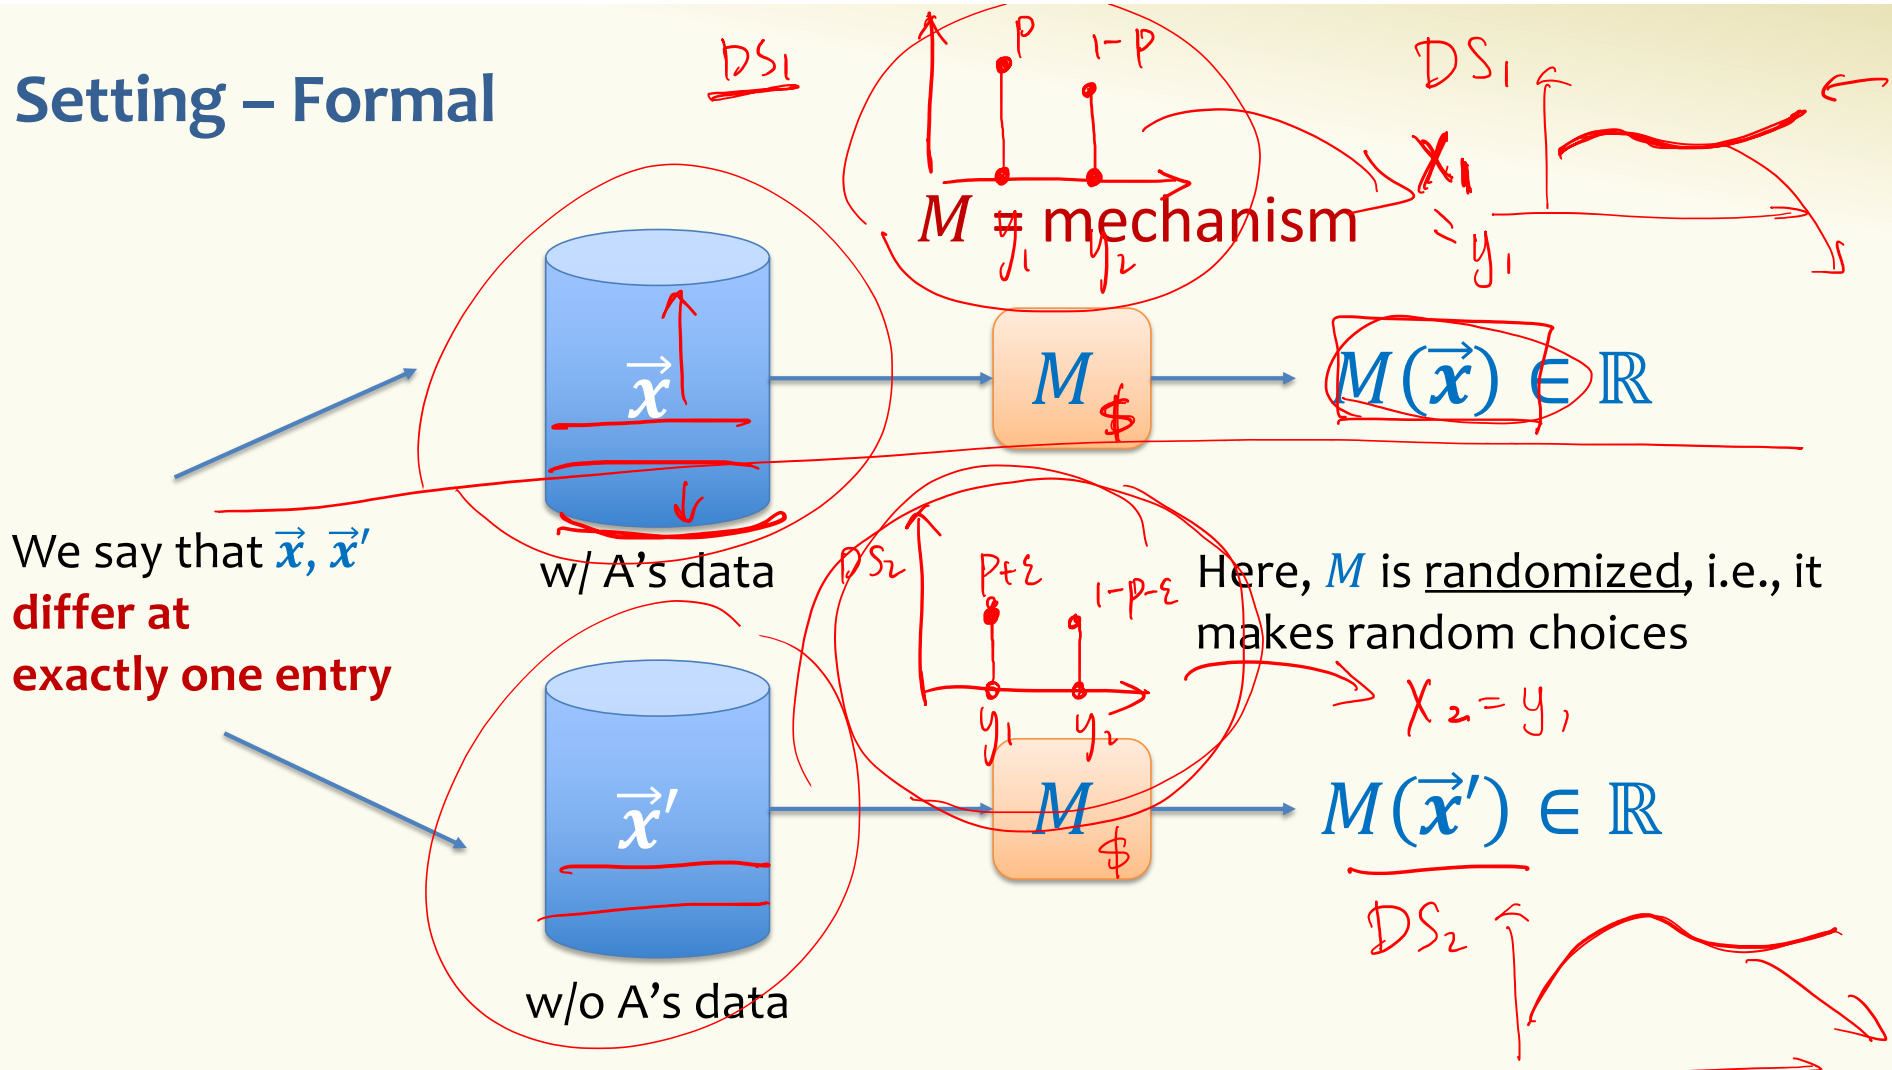 Setting – Formal
DS₁
p
1-p
y₁
y₂
M = mechanism
DS₁
X₁
= y₁
x⃗
M
$
M(x⃗) ∈ ℝ
We say that x⃗, x⃗′
differ at
exactly one entry
w/ A's data
DS₂
p+ε
1-p-ε
y₁
y₂
Here, M is randomized, i.e., it
makes random choices
X₂ = y₁
x⃗′
M
$
M(x⃗′) ∈ ℝ
DS₂
w/o A's data